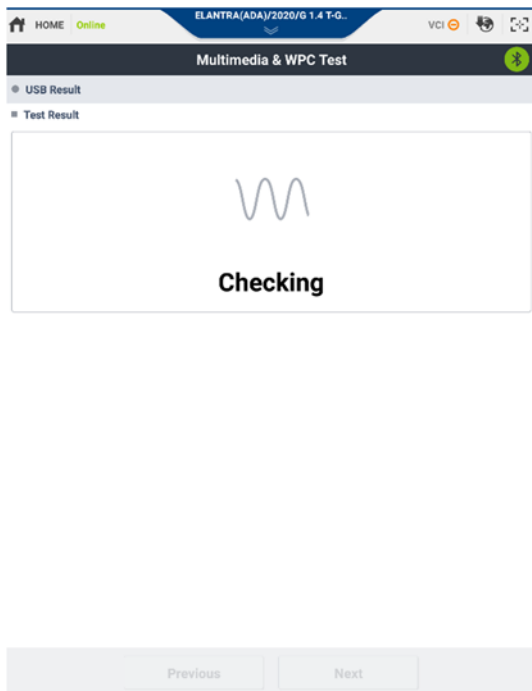 HOME Online ELANTRA(ADA)/2020/G 1.4 T-G.. VCI
Multimedia & WPC Test
USB Result
Test Result
Checking
Previous Next